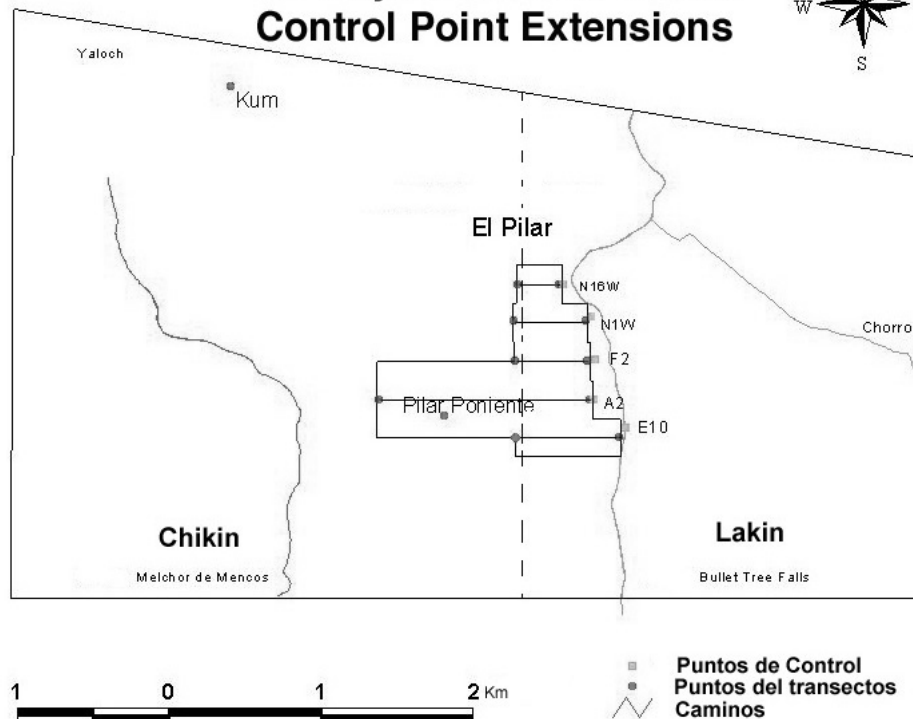 Control Point Extensions
W
S
Yaloch
Kum
El Pilar
N16W
N1W
Chorro
F2
A2
Pilar Poniente
E10
Chikin
Lakin
Melchor de Mencos
Bullet Tree Falls
Puntos de Control
Puntos del transectos
Caminos
1 0 1 2 Km